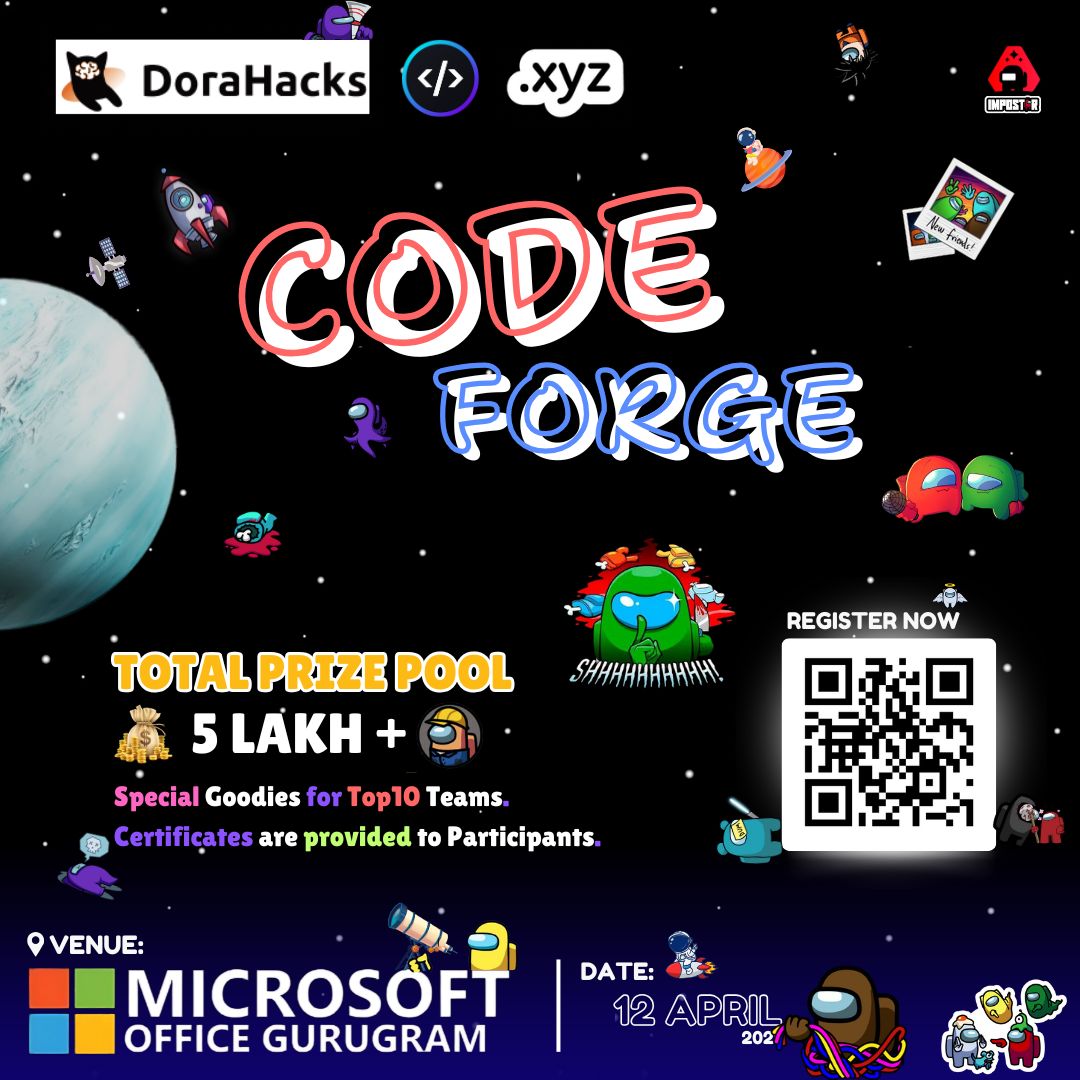 DoraHacks
</>
.xyz
IMPOSTOR
New friends!
CODE
FORGE
SHHHHHHHHHHH!
REGISTER NOW
TOTAL PRIZE POOL
5 LAKH +
Special Goodies for Top10 Teams.
Certificates are provided to Participants.
VENUE:
MICROSOFT
OFFICE GURUGRAM
DATE:
12 APRIL